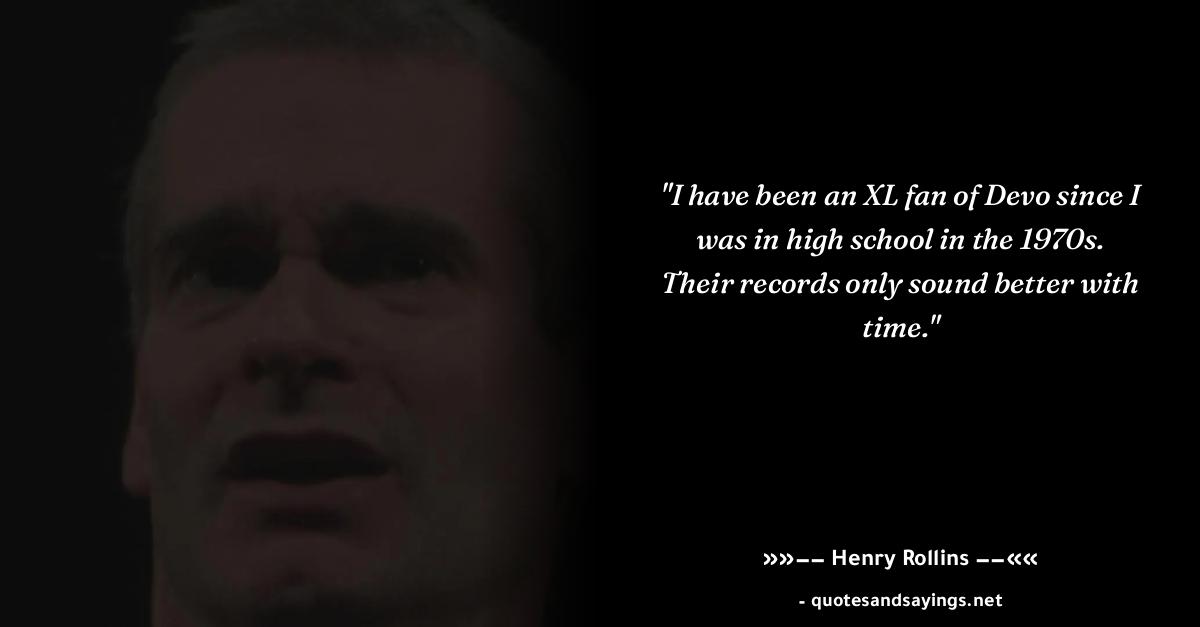 "I have been an XL fan of Devo since I
was in high school in the 1970s.
Their records only sound better with
time."
»»−− Henry Rollins −−««
- quotesandsayings.net